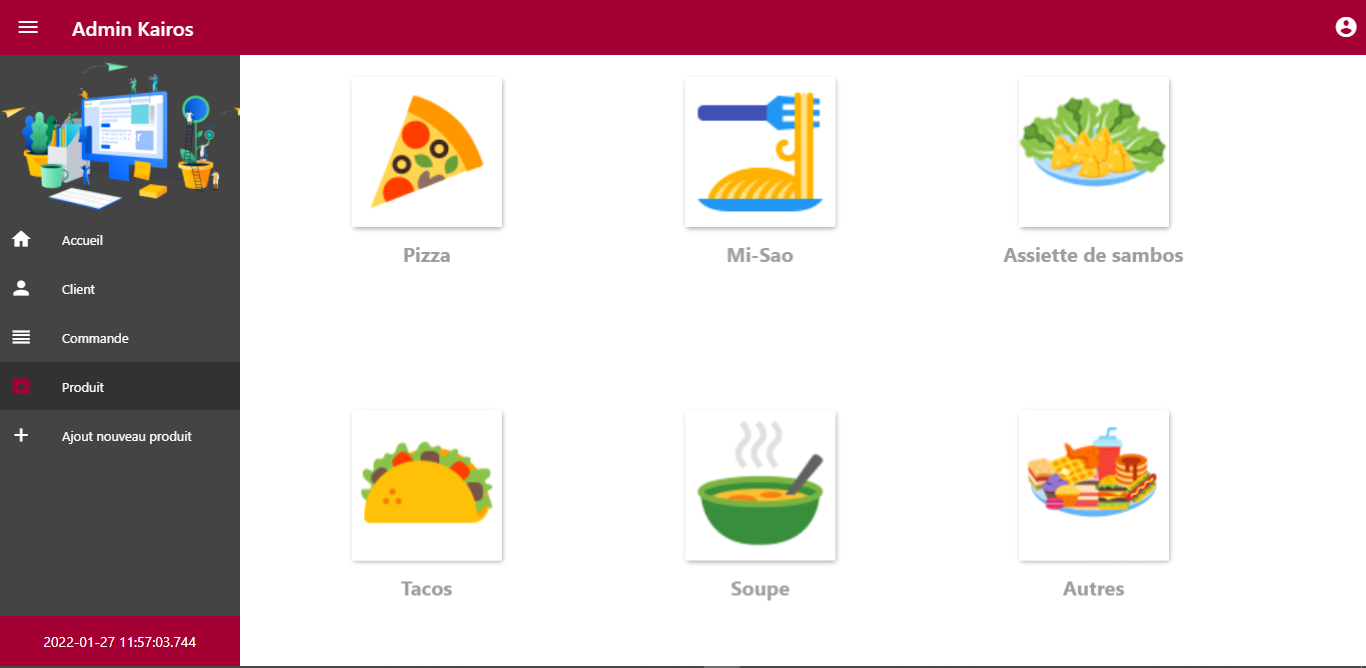 Admin Kairos
Accueil
Client
Commande
Produit
Ajout nouveau produit
2022-01-27 11:57:03.744
Pizza
Mi-Sao
Assiette de sambos
Tacos
Soupe
Autres